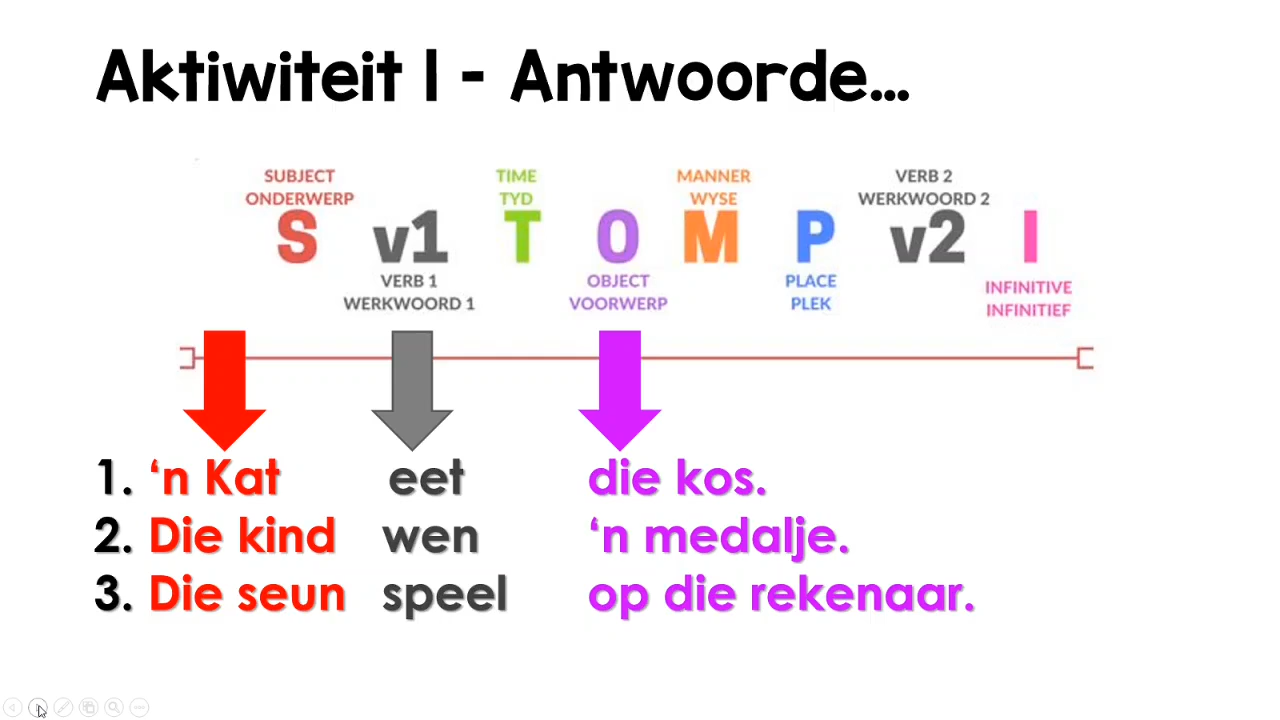 Aktiwiteit 1 - Antwoorde...
SUBJECT
ONDERWERP
S
v1
VERB 1
WERKWOORD 1
TIME
TYD
T
O
OBJECT
VOORWERP
MANNER
WYSE
M
P
PLACE
PLEK
VERB 2
WERKWOORD 2
v2
I
INFINITIVE
INFINITIEF
1. ‘n Kat eet die kos.
2. Die kind wen ‘n medalje.
3. Die seun speel op die rekenaar.